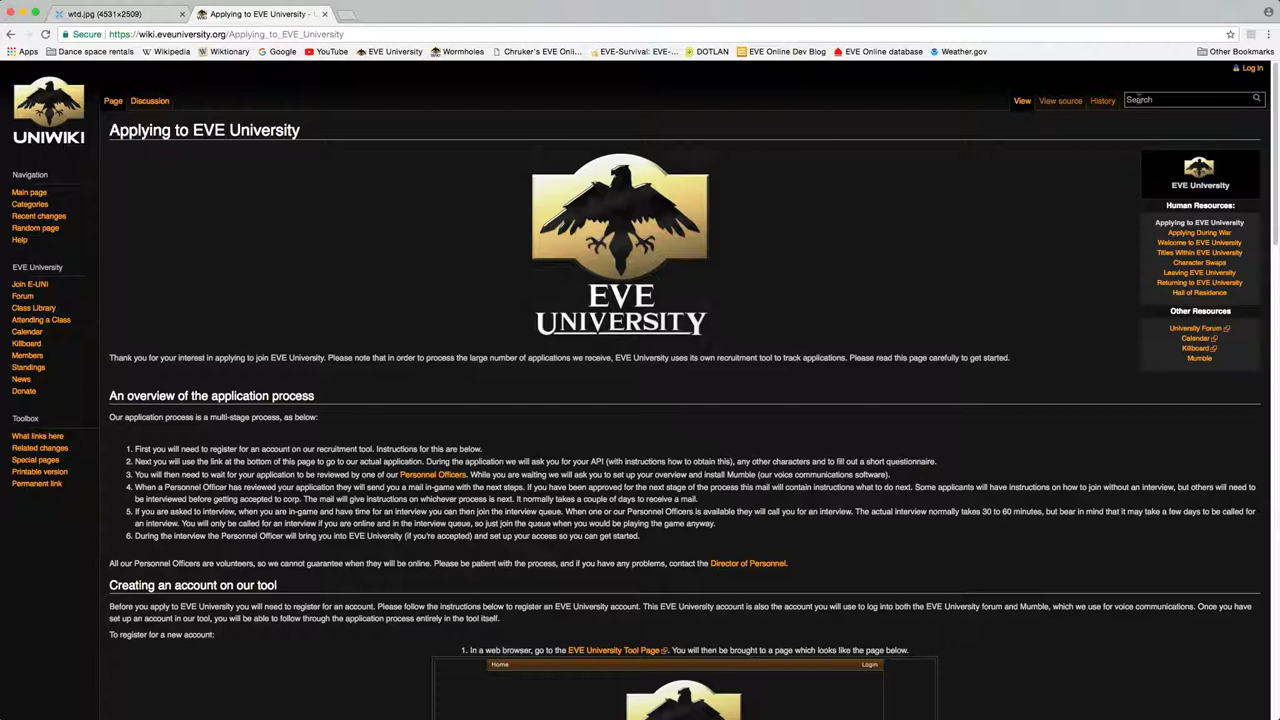 wtd.jpg (4531×2509)
Applying to EVE University - U
Secure
https://wiki.eveuniversity.org/Applying_to_EVE_University
Apps
Dance space rentals
Wikipedia
Wiktionary
Google
YouTube
EVE University
Wormholes
Chruker's EVE Onli...
EVE-Survival: EVE-...
DOTLAN
EVE Online Dev Blog
EVE Online database
Weather.gov
Other Bookmarks
Log in
UNIWIKI
Page
Discussion
View
View source
History
Search
Applying to EVE University
Navigation
Main page
Categories
Recent changes
Random page
Help
EVE University
Join E-UNI
Forum
Class Library
Attending a Class
Calendar
Killboard
Members
Standings
News
Donate
Toolbox
What links here
Related changes
Special pages
Printable version
Permanent link
EVE
UNIVERSITY
EVE University
Human Resources:
Applying to EVE University
Applying During War
Welcome to EVE University
Titles Within EVE University
Character Swaps
Leaving EVE University
Returning to EVE University
Hall of Residence
Other Resources
University Forum
Calendar
Killboard
Mumble
Thank you for your interest in applying to join EVE University. Please note that in order to process the large number of applications we receive, EVE University uses its own recruitment tool to track applications. Please read this page carefully to get started.
An overview of the application process
Our application process is a multi-stage process, as below:
1. First you will need to register for an account on our recruitment tool. Instructions for this are below.
2. Next you will use the link at the bottom of this page to go to our actual application. During the application we will ask you for your API (with instructions how to obtain this), any other characters and to fill out a short questionnaire.
3. You will then need to wait for your application to be reviewed by one of our Personnel Officers. While you are waiting we will ask you to set up your overview and install Mumble (our voice communications software).
4. When a Personnel Officer has reviewed your application they will send you a mail in-game with the next steps. If you have been approved for the next stage of the process this mail will contain instructions what to do next. Some applicants will have instructions on how to join without an interview, but others will need to
be interviewed before getting accepted to corp. The mail will give instructions on whichever process is next. It normally takes a couple of days to receive a mail.
5. If you are asked to interview, when you are in-game and have time for an interview you can then join the interview queue. When one or our Personnel Officers is available they will call you for an interview. The actual interview normally takes 30 to 60 minutes, but bear in mind that it may take a few days to be called for
an interview. You will only be called for an interview if you are online and in the interview queue, so just join the queue when you would be playing the game anyway.
6. During the interview the Personnel Officer will bring you into EVE University (if you're accepted) and set up your access so you can get started.
All our Personnel Officers are volunteers, so we cannot guarantee when they will be online. Please be patient with the process, and if you have any problems, contact the Director of Personnel.
Creating an account on our tool
Before you apply to EVE University you will need to register for an account. Please follow the instructions below to register an EVE University account. This EVE University account is also the account you will use to log into both the EVE University forum and Mumble, which we use for voice communications. Once you have
set up an account in our tool, you will be able to follow through the application process entirely in the tool itself.
To register for a new account:
1. In a web browser, go to the EVE University Tool Page. You will then be brought to a page which looks like the page below.
Home
Login